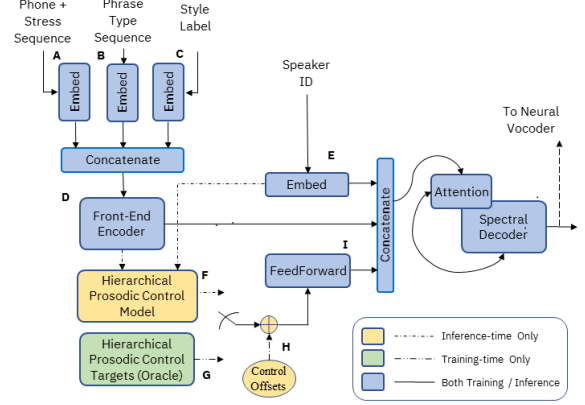 Phone +
Stress
Sequence
Phrase
Type
Sequence
Style
Label
A
B
C
Embed
Embed
Embed
Speaker
ID
To Neural
Vocoder
Concatenate
E
D
Embed
Attention
Front-End
Encoder
Concatenate
Spectral
Decoder
I
FeedForward
Hierarchical
Prosodic Control
Model
F
Hierarchical
Prosodic Control
Targets (Oracle)
G
H
Control
Offsets
Inference-time Only
Training-time Only
Both Training / Inference